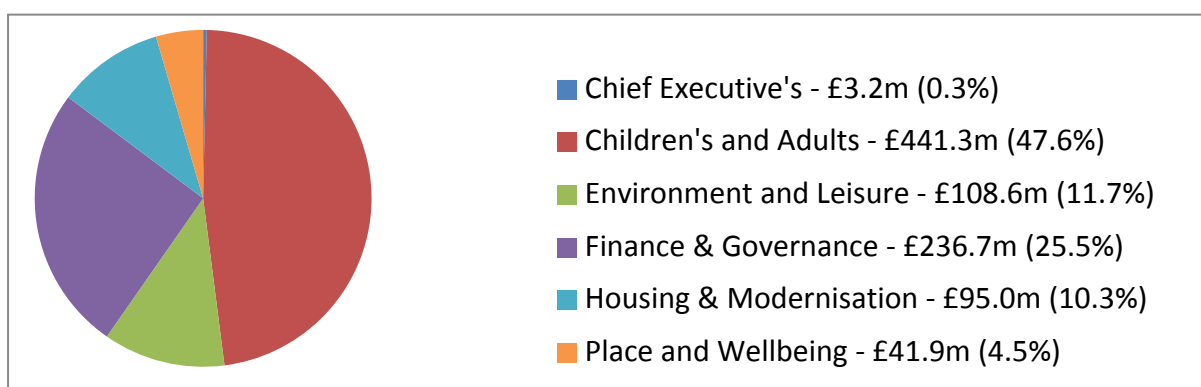 Chief Executive's - £3.2m (0.3%)
Children's and Adults - £441.3m (47.6%)
Environment and Leisure - £108.6m (11.7%)
Finance & Governance - £236.7m (25.5%)
Housing & Modernisation - £95.0m (10.3%)
Place and Wellbeing - £41.9m (4.5%)